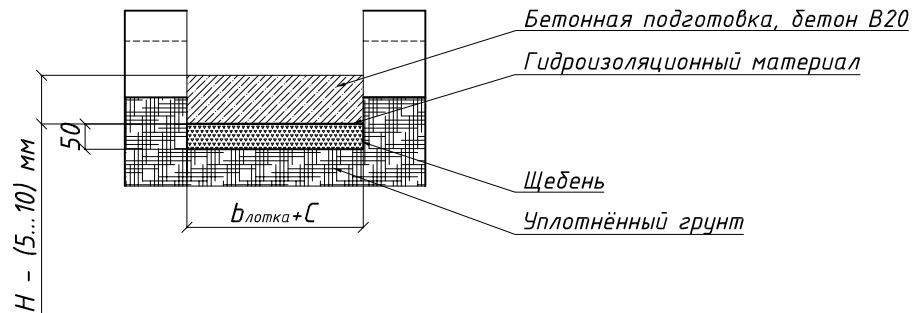 Бетонная подготовка, бетон В20
Гидроизоляционный материал
50
Щебень
bлотка+С
Уплотнённый грунт
Н - (5...10) мм